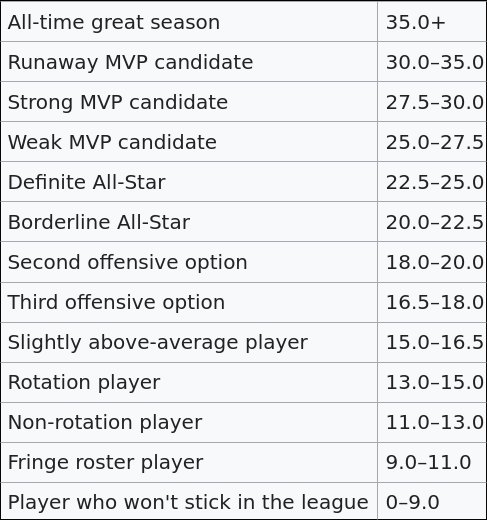 All-time great season 35.0+
Runaway MVP candidate 30.0–35.0
Strong MVP candidate 27.5–30.0
Weak MVP candidate 25.0–27.5
Definite All-Star 22.5–25.0
Borderline All-Star 20.0–22.5
Second offensive option 18.0–20.0
Third offensive option 16.5–18.0
Slightly above-average player 15.0–16.5
Rotation player 13.0–15.0
Non-rotation player 11.0–13.0
Fringe roster player 9.0–11.0
Player who won't stick in the league 0–9.0